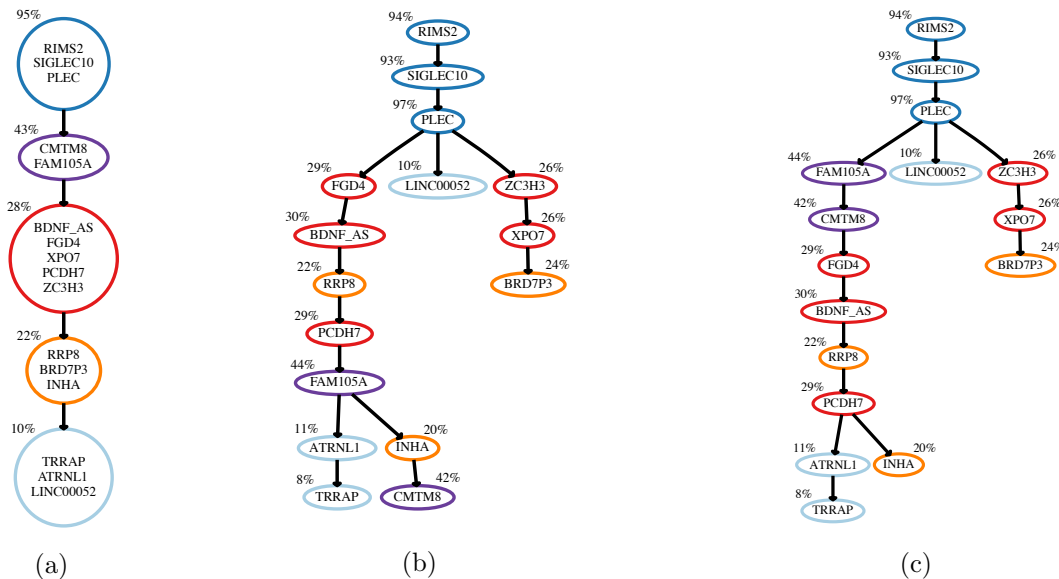 95%
RIMS2
SIGLEC10
PLEC
43%
CMTM8
FAM105A
28%
BDNF_AS
FGD4
XPO7
PCDH7
ZC3H3
22%
RRP8
BRD7P3
INHA
10%
TRRAP
ATRNL1
LINC00052
(a)
94%
RIMS2
93%
SIGLEC10
97%
PLEC
29%
10%
26%
FGD4
LINC00052
ZC3H3
30%
26%
BDNF_AS
XPO7
22%
24%
RRP8
BRD7P3
29%
PCDH7
44%
FAM105A
11%
20%
ATRNL1
INHA
8%
42%
TRRAP
CMTM8
(b)
94%
RIMS2
93%
SIGLEC10
97%
PLEC
44%
10%
26%
FAM105A
LINC00052
ZC3H3
42%
26%
CMTM8
XPO7
29%
24%
FGD4
BRD7P3
30%
BDNF_AS
22%
RRP8
29%
PCDH7
11%
20%
ATRNL1
INHA
8%
TRRAP
(c)